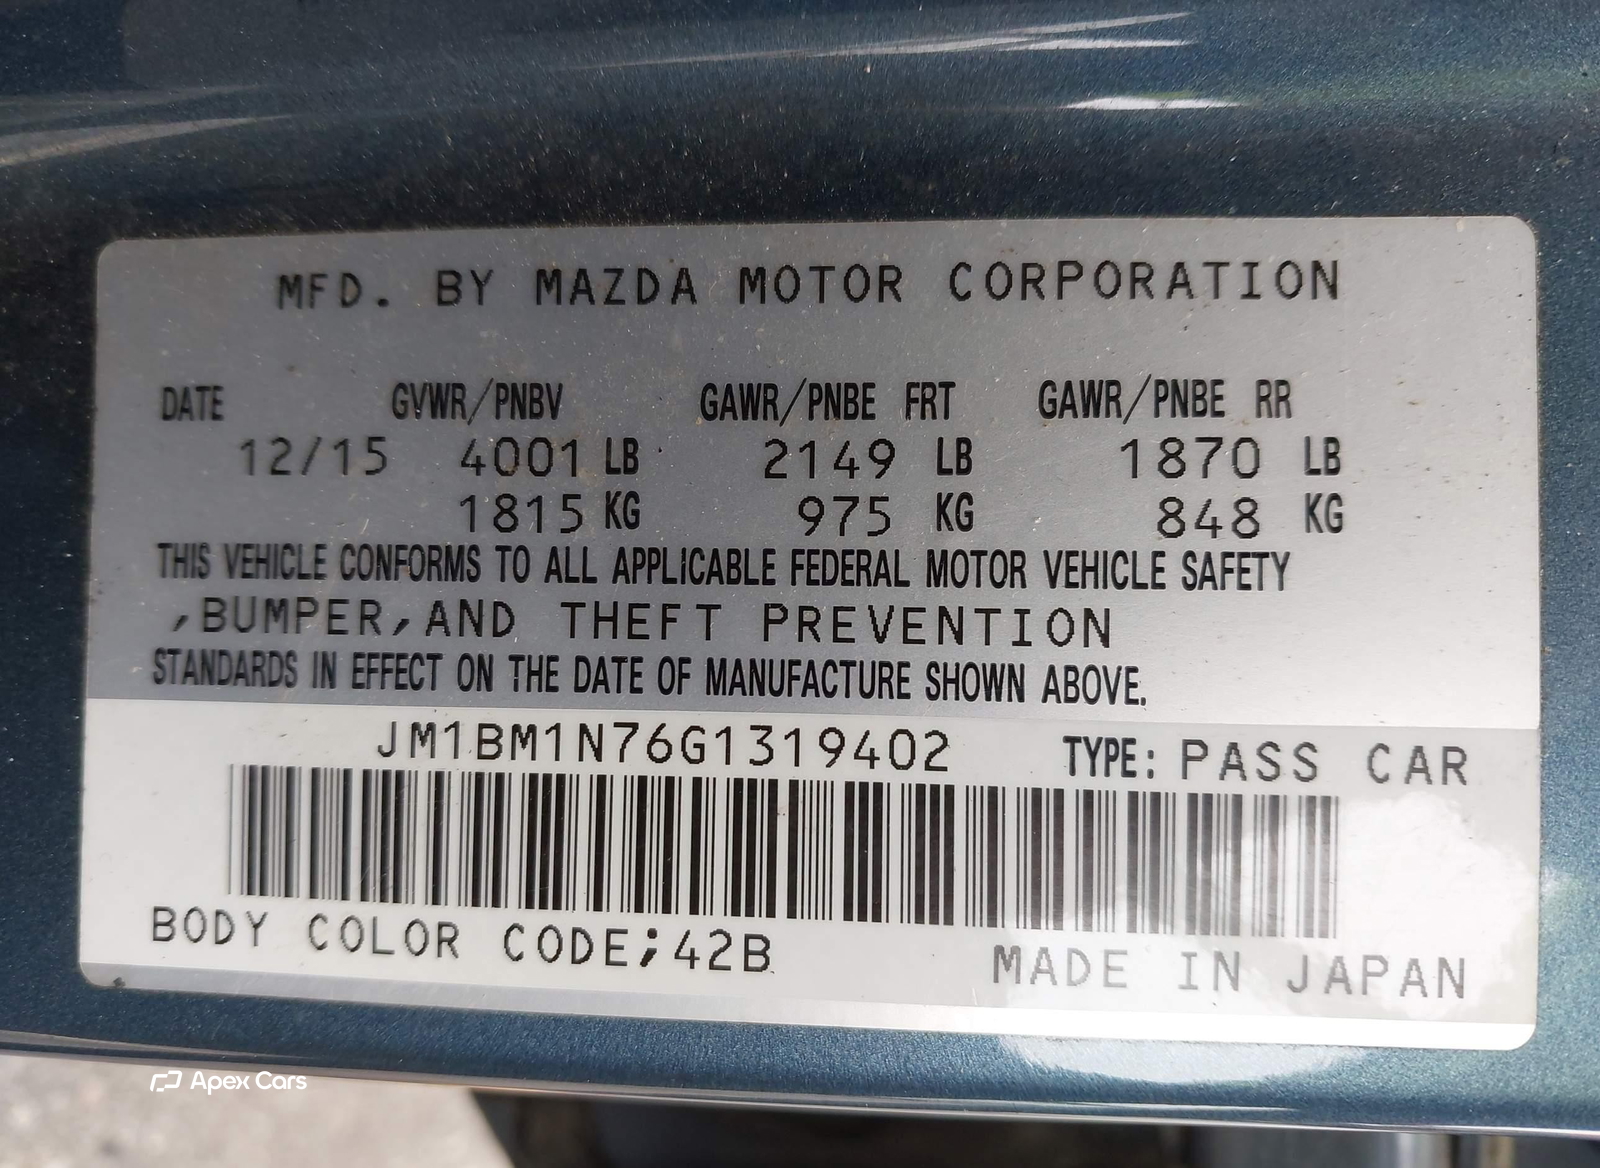 MFD. BY MAZDA MOTOR CORPORATION
DATE GVWR/PNBV GAWR/PNBE FRT GAWR/PNBE RR
12/15 4001 LB 2149 LB 1870 LB
1815 KG 975 KG 848 KG
THIS VEHICLE CONFORMS TO ALL APPLICABLE FEDERAL MOTOR VEHICLE SAFETY
,BUMPER,AND THEFT PREVENTION
STANDARDS IN EFFECT ON THE DATE OF MANUFACTURE SHOWN ABOVE.
JM1BM1N76G1319402 TYPE: PASS CAR
BODY COLOR CODE;42B MADE IN JAPAN
Apex Cars